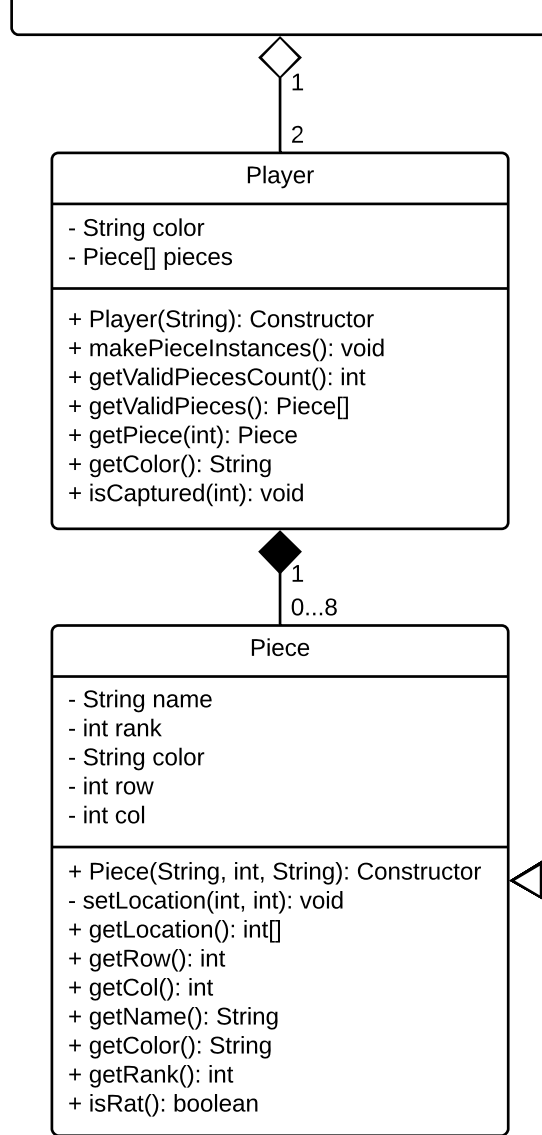 1
2
Player
- String color
- Piece[] pieces
+ Player(String): Constructor
+ makePieceInstances(): void
+ getValidPiecesCount(): int
+ getValidPieces(): Piece[]
+ getPiece(int): Piece
+ getColor(): String
+ isCaptured(int): void
1
0...8
Piece
- String name
- int rank
- String color
- int row
- int col
+ Piece(String, int, String): Constructor
- setLocation(int, int): void
+ getLocation(): int[]
+ getRow(): int
+ getCol(): int
+ getName(): String
+ getColor(): String
+ getRank(): int
+ isRat(): boolean